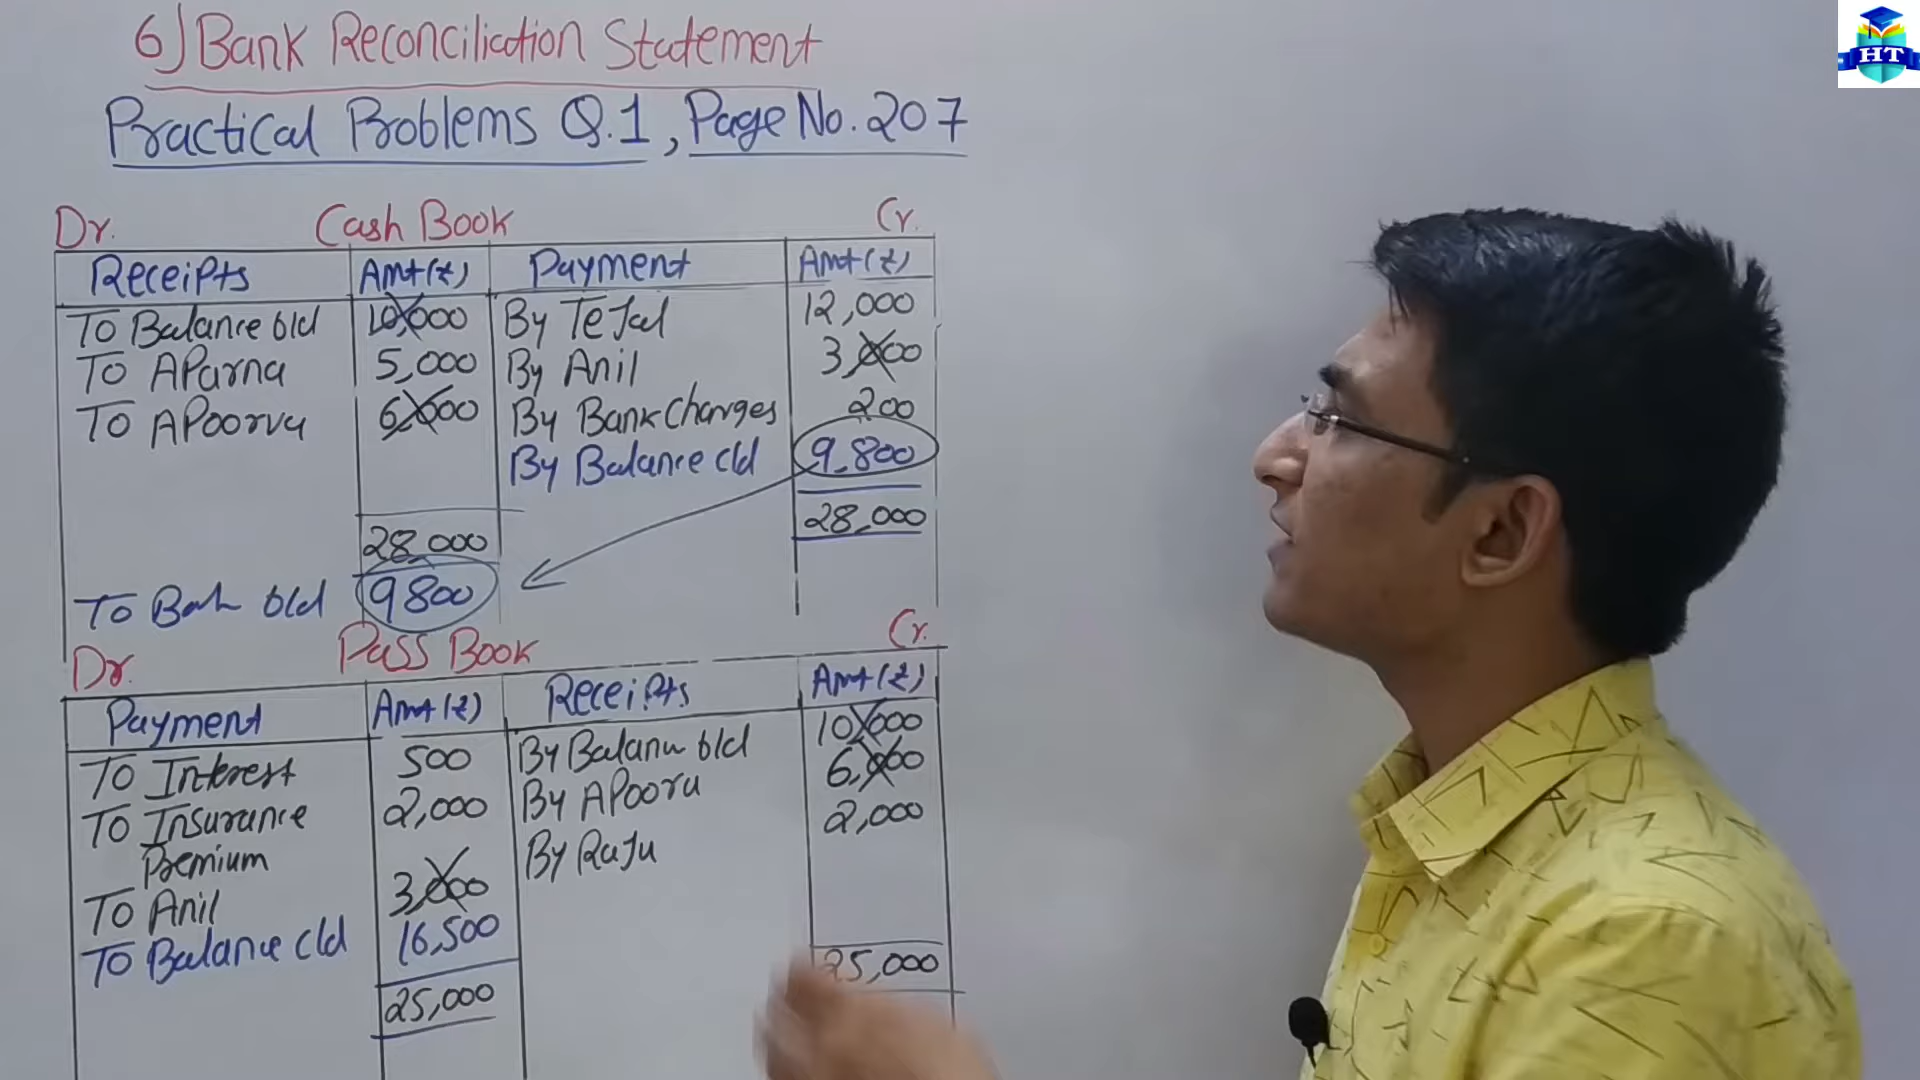 6) Bank Reconciliation Statement
Practical Problems Q.1, Page No. 207
Dr. Cash Book Cr.
Receipts Amt(₹) Payment Amt(₹)
To Balance b/d 10,000 By Tejal 12,000
To Aparna 5,000 By Anil 3,000
To Apoorva 6,000 By Bank Charges 200
By Balance c/d 9,800
28,000 28,000
To Bal b/d 9800
Dr. Pass Book Cr.
Payment Amt(₹) Receipts Amt(₹)
To Interest 500 By Balance b/d 10,000
To Insurance Premium 2,000 By Apoorv 6,000
To Anil 3,000 By Raju 2,000
To Balance c/d 16,500
25,000 25,000
HT